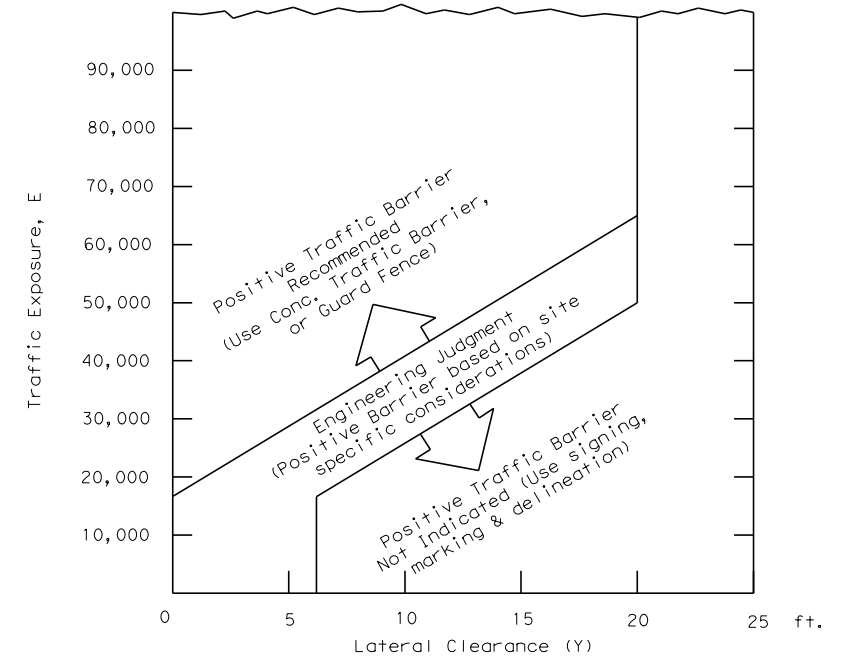 90,000
80,000
70,000
60,000
50,000
40,000
30,000
20,000
10,000
Traffic Exposure, E
Positive Traffic Barrier
Recommended
(Use Conc. Traffic Barrier,
or Guard Fence)
Engineering Judgment
(Positive Barrier based on site
specific considerations)
Positive Traffic Barrier
Not Indicated (Use signing,
marking & delineation)
0 5 10 15 20 25 ft.
Lateral Clearance (Y)